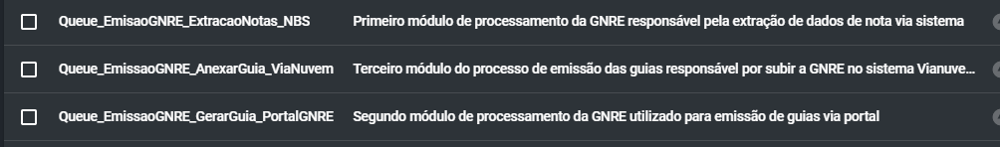 Queue_EmisaoGNRE_ExtracaoNotas_NBS Primeiro módulo de processamento da GNRE responsável pela extração de dados de nota via sistema
Queue_EmissaoGNRE_AnexarGuia_ViaNuvem Terceiro módulo do processo de emissão das guias responsável por subir a GNRE no sistema Vianuve...
Queue_EmissaoGNRE_GerarGuia_PortalGNRE Segundo módulo de processamento da GNRE utilizado para emissão de guias via portal